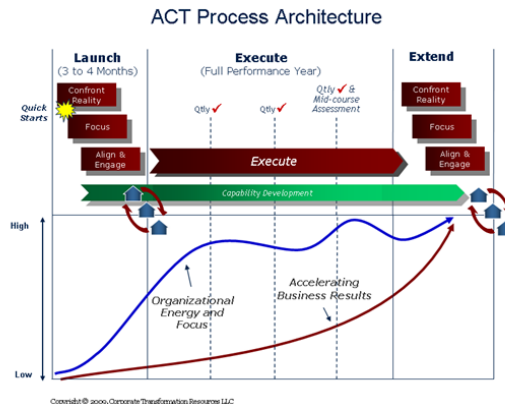 ACT Process Architecture
Launch
(3 to 4 Months)
Execute
(Full Performance Year)
Extend
Quick
Starts
Confront
Reality
Focus
Align &
Engage
Qtly
Qtly
Qtly ✓ &
Mid-course
Assessment
Confront
Reality
Focus
Align &
Engage
Execute
Capability Development
High
Low
Organizational
Energy and
Focus
Accelerating
Business Results
Copyright © 2009, Corporate Transformation Resources LLC